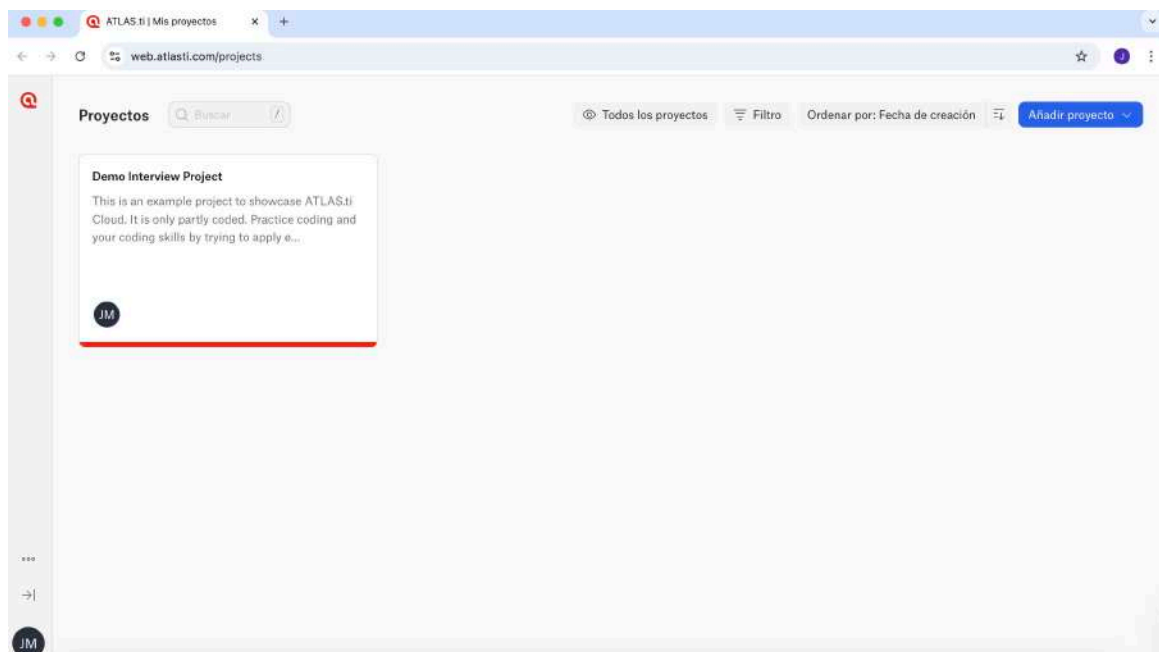 ATLAS.ti | Mis proyectos
web.atlasti.com/projects
J
Proyectos
Buscar
/
Todos los proyectos
Filtro
Ordenar por: Fecha de creación
Añadir proyecto
Demo Interview Project
This is an example project to showcase ATLAS.ti
Cloud. It is only partly coded. Practice coding and
your coding skills by trying to apply e...
JM
JM